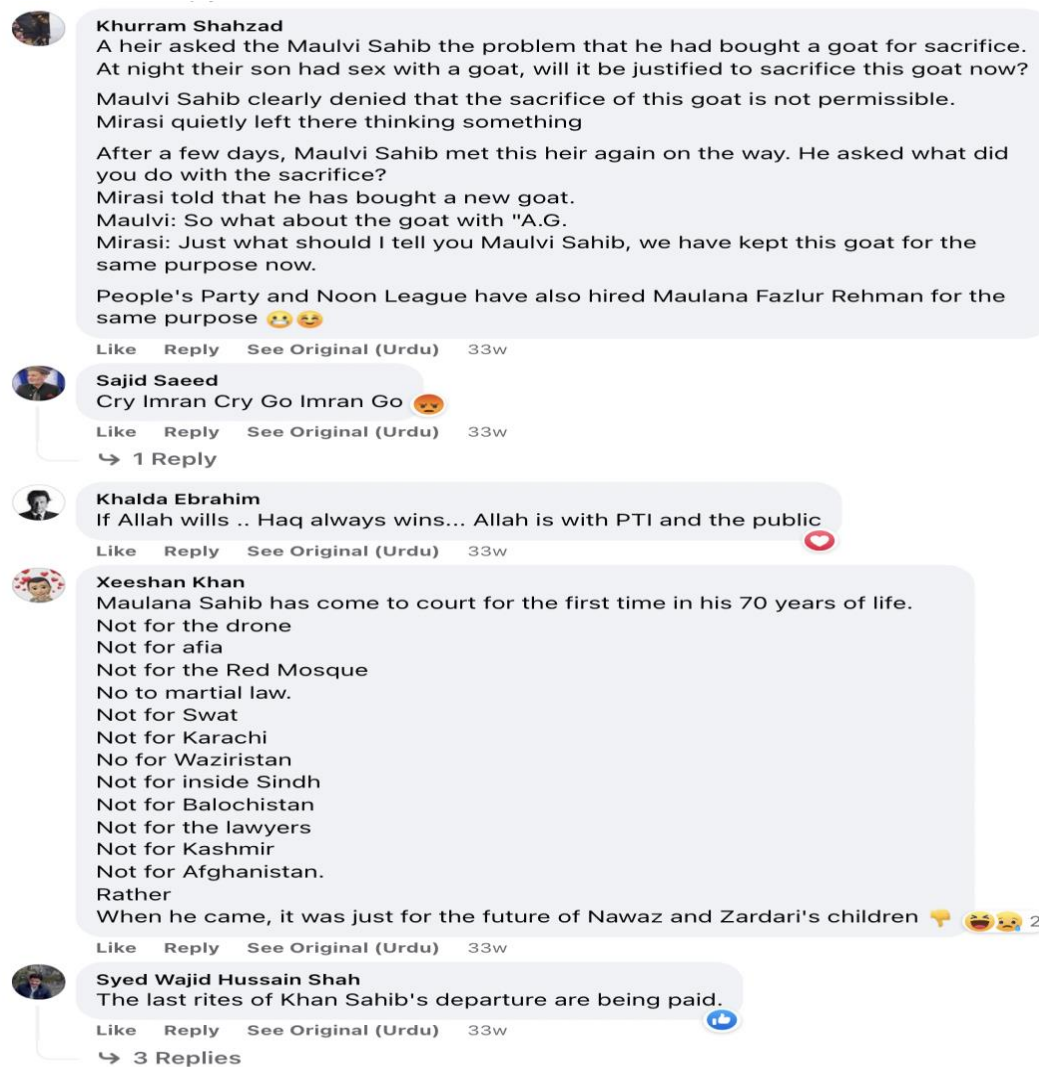 Khurram Shahzad
A heir asked the Maulvi Sahib the problem that he had bought a goat for sacrifice.
At night their son had sex with a goat, will it be justified to sacrifice this goat now?
Maulvi Sahib clearly denied that the sacrifice of this goat is not permissible.
Mirasi quietly left there thinking something
After a few days, Maulvi Sahib met this heir again on the way. He asked what did
you do with the sacrifice?
Mirasi told that he has bought a new goat.
Maulvi: So what about the goat with "A.G.
Mirasi: Just what should I tell you Maulvi Sahib, we have kept this goat for the
same purpose now.
People's Party and Noon League have also hired Maulana Fazlur Rehman for the
same purpose 😬☺️
Like Reply See Original (Urdu) 33w
Sajid Saeed
Cry Imran Cry Go Imran Go
Like Reply See Original (Urdu) 33w
1 Reply
Khalda Ebrahim
If Allah wills .. Haq always wins... Allah is with PTI and the public
Like Reply See Original (Urdu) 33w
Xeeshan Khan
Maulana Sahib has come to court for the first time in his 70 years of life.
Not for the drone
Not for afia
Not for the Red Mosque
No to martial law.
Not for Swat
Not for Karachi
No for Waziristan
Not for inside Sindh
Not for Balochistan
Not for the lawyers
Not for Kashmir
Not for Afghanistan.
Rather
When he came, it was just for the future of Nawaz and Zardari's children 👎 2
Like Reply See Original (Urdu) 33w
Syed Wajid Hussain Shah
The last rites of Khan Sahib's departure are being paid.
Like Reply See Original (Urdu) 33w
3 Replies